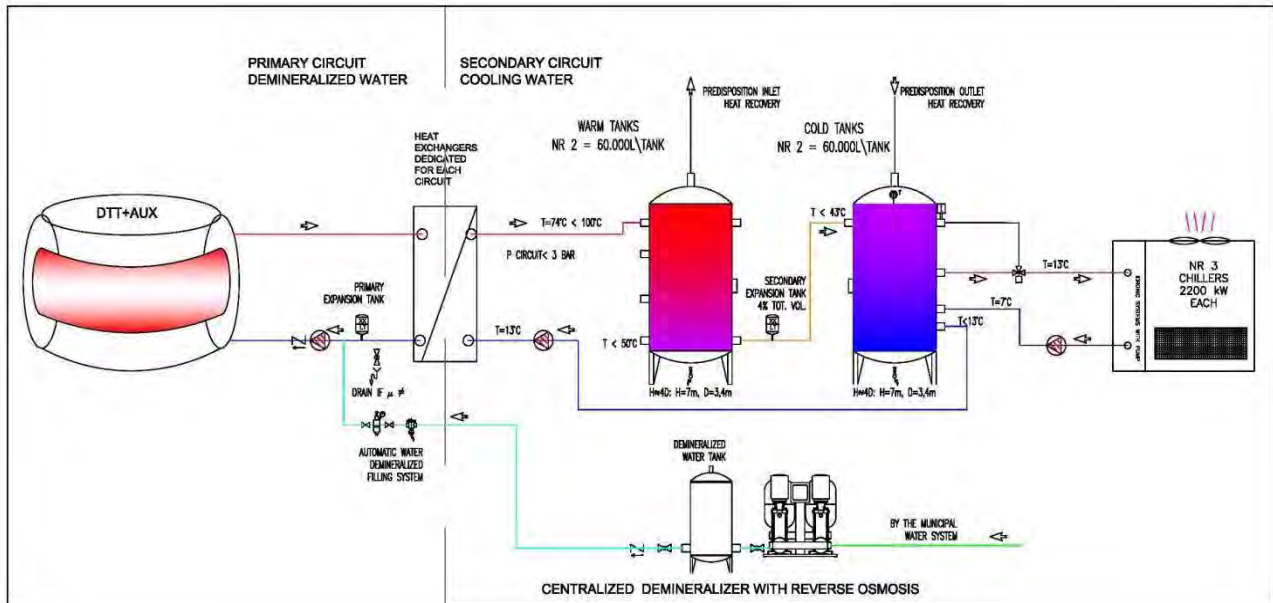 PRIMARY CIRCUIT
DEMINERALIZED WATER
SECONDARY CIRCUIT
COOLING WATER
PREDISPOSITION INLET
HEAT RECOVERY
PREDISPOSITION OUTLET
HEAT RECOVERY
WARM TANKS
NR 2 = 60.000L\TANK
COLD TANKS
NR 2 = 60.000L\TANK
HEAT
EXCHANGERS
DEDICATED
FOR EACH
CIRCUIT
DTT+AUX
T=74°C < 100°C
P CIRCUIT< 3 BAR
T < 43°C
T=13°C
NR 3
CHILLERS
2200 kW
EACH
PRIMARY
EXPANSION TANK
SECONDARY
EXPANSION TANK
4% TOT. VOL.
T=7°C
T<13°C
T=13°C
T < 50°C
DRAIN IF μ ≠
H≈4D: H=7m, D=3,4m
H≈4D: H=7m, D=3,4m
AUTOMATIC WATER
DEMINERALIZED
FILLING SYSTEM
DEMINERALIZED
WATER TANK
BY THE MUNICIPAL
WATER SYSTEM
CENTRALIZED DEMINERALIZER WITH REVERSE OSMOSIS